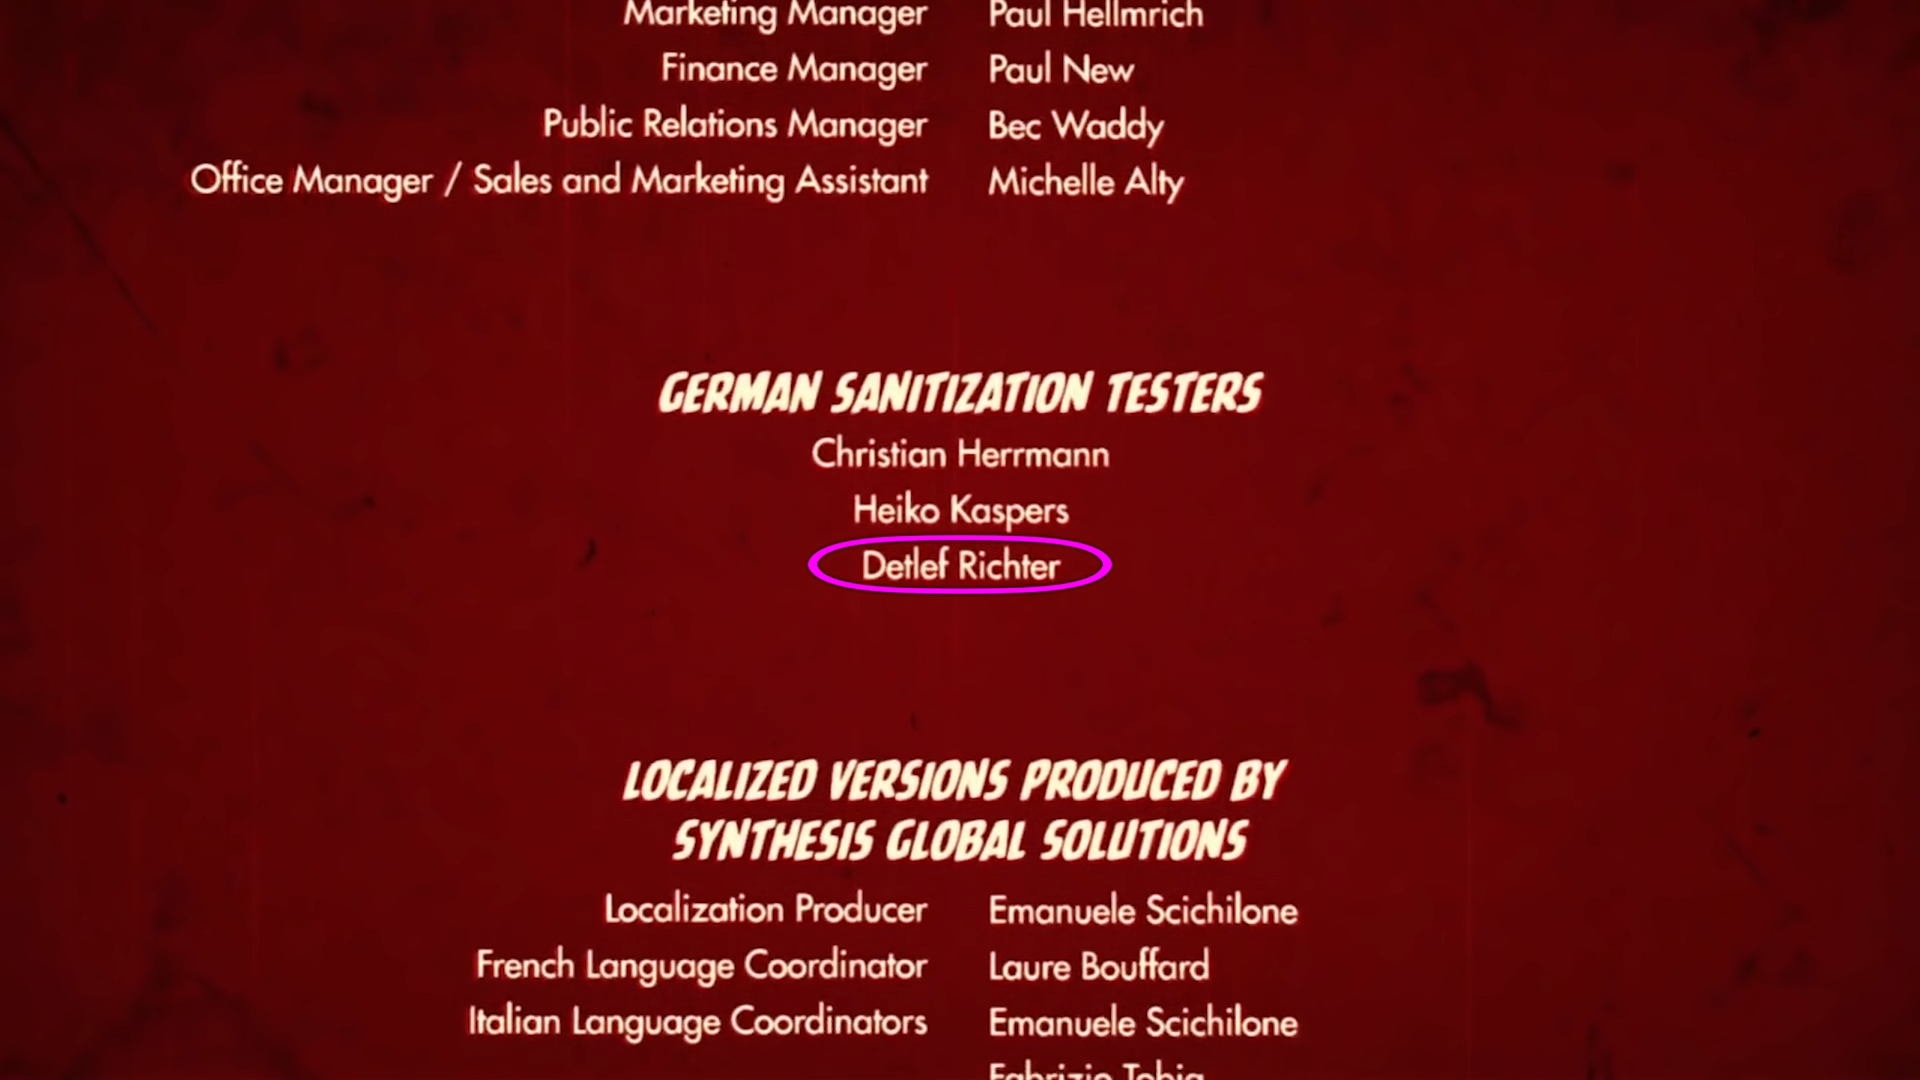 Marketing Manager Paul Hellmrich
Finance Manager Paul New
Public Relations Manager Bec Waddy
Office Manager / Sales and Marketing Assistant Michelle Alty
GERMAN SANITIZATION TESTERS
Christian Herrmann
Heiko Kaspers
Detlef Richter
LOCALIZED VERSIONS PRODUCED BY
SYNTHESIS GLOBAL SOLUTIONS
Localization Producer Emanuele Scichilone
French Language Coordinator Laure Bouffard
Italian Language Coordinators Emanuele Scichilone
Fabrizio Tobia